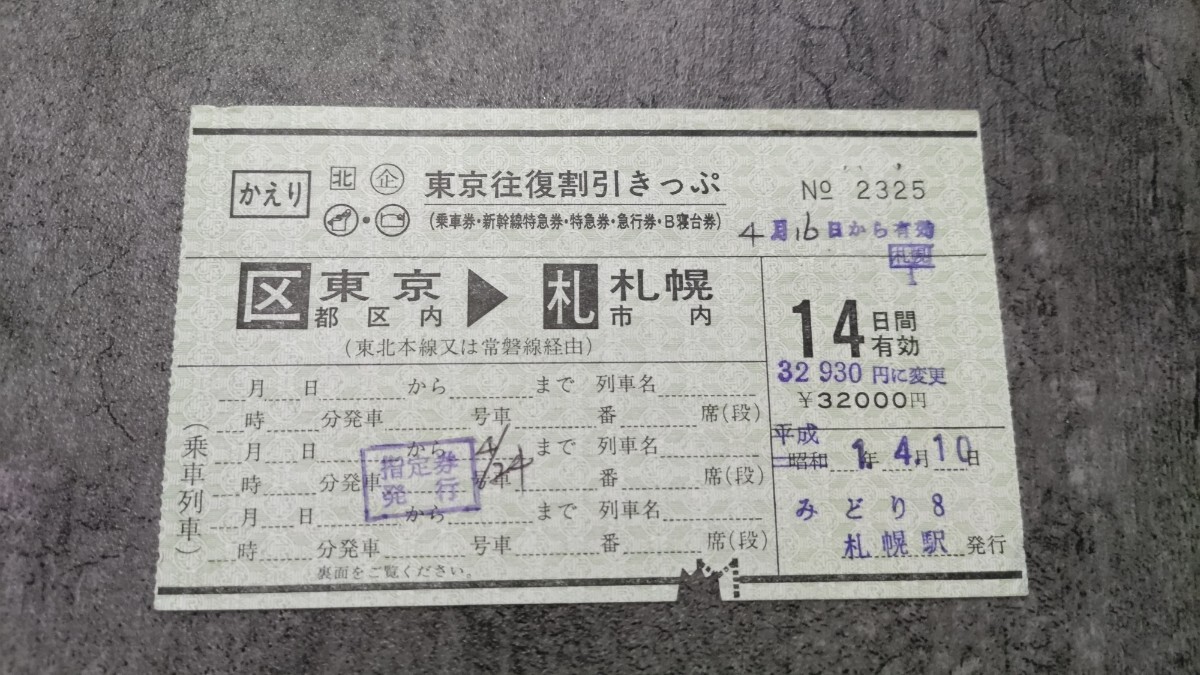 かえり 北 企 東京往復割引きっぷ № 2325
(乗車券・新幹線特急券・特急券・急行券・B寝台券) 4月16日から有効
札幌
区 東京都区内 ▶ 札 札幌市内
(東北本線又は常磐線経由)
14日間有効
32 930 円に変更
¥32000円
(乗車列車)
月 日 から まで 列車名
時 分発車 号車 番 席(段)
月 日 から まで 列車名
時 分発車 号車 番 席(段)
月 日 から まで 列車名
時 分発車 号車 番 席(段)
指定券
発行
4/24
平成
昭和 1年 4月10日
みどり8
札幌駅 発行
裏面をご覧ください。